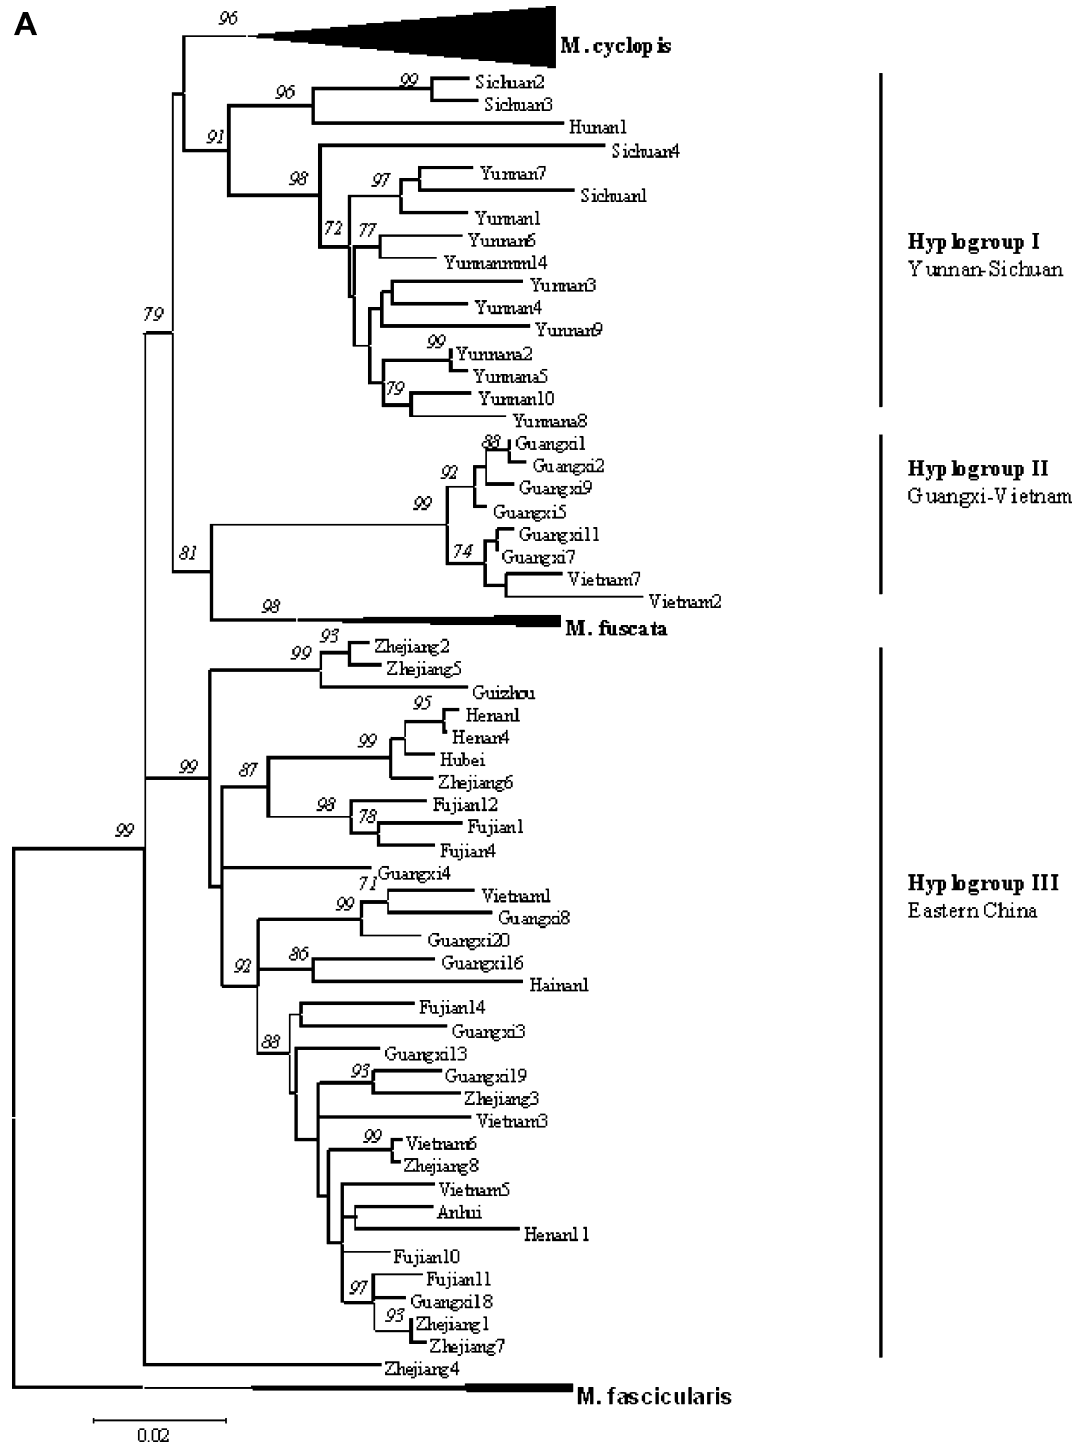 A
96
M. cyclopis
99
Sichuan2
96
Sichuan3
Hunan1
91
Sichuan4
98
97
Yunnan7
Sichuan1
Yunnan1
72
77
Yunnan6
Hyplogroup I
Yunnanmm14
Yunnan-Sichuan
Yunnan3
Yunnan4
79
Yunnan9
99
Yunnana2
Yunnana5
79
Yunnan10
Yunnana8
88
Guangxi1
92
Guangxi2
Hyplogroup II
Guangxi9
Guangxi-Vietnam
99
Guangxi5
Guangxi11
81
74
Guangxi7
Vietnam7
Vietnam2
98
M. fuscata
93
Zhejiang2
99
Zhejiang5
Guizhou
95
Henan1
99
Henan4
Hubei
99
87
Zhejiang6
98
Fujian12
78
Fujian1
99
Fujian4
Guangxi4
71
Hyplogroup III
Vietnam1
99
Guangxi8
Eastern China
Guangxi20
92
86
Guangxi16
Hainan1
Fujian14
Guangxi3
88
Guangxi13
93
Guangxi19
Zhejiang3
Vietnam3
99
Vietnam6
Zhejiang8
Vietnam5
Anhui
Henan11
Fujian10
97
Fujian11
Guangxi18
93
Zhejiang1
Zhejiang7
Zhejiang4
M. fascicularis
0.02